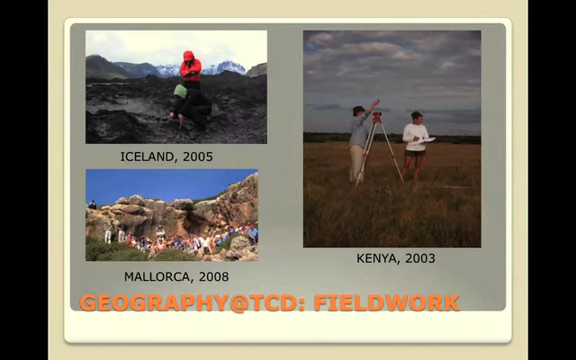 ICELAND, 2005
MALLORCA, 2008
KENYA, 2003
GEOGRAPHY@TCD: FIELDWORK